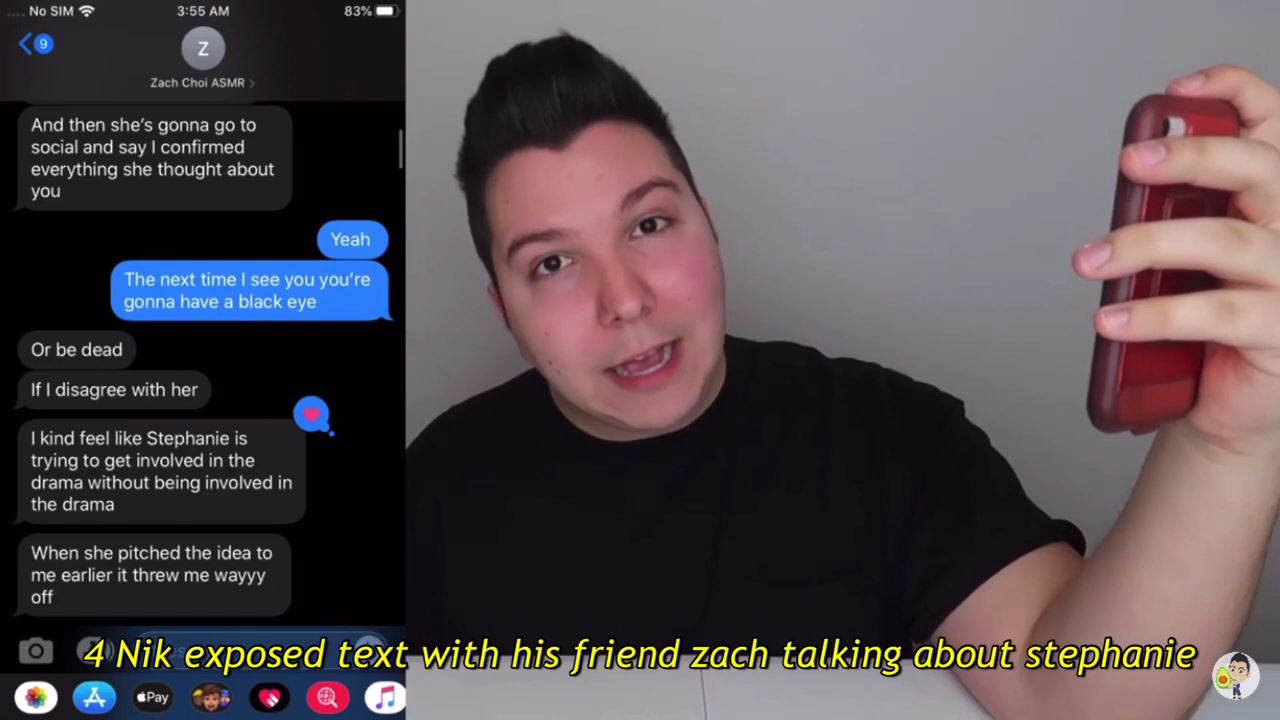 No SIM
3:55 AM
83%
9
Z
Zach Choi ASMR
And then she's gonna go to
social and say I confirmed
everything she thought about
you
Yeah
The next time I see you you're
gonna have a black eye
Or be dead
If I disagree with her
I kind feel like Stephanie is
trying to get involved in the
drama without being involved in
the drama
When she pitched the idea to
me earlier it threw me wayyy
off
4 Nik exposed text with his friend zach talking about stephanie
Pay